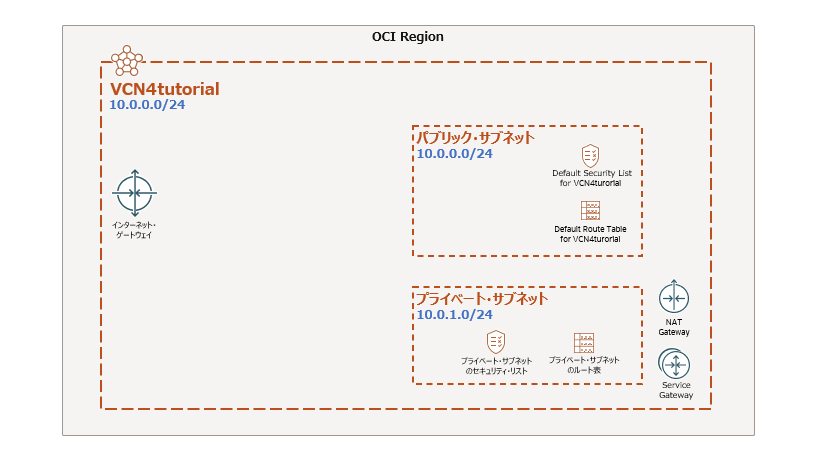 OCI Region
VCN4tutorial
10.0.0.0/24
インターネット・
ゲートウェイ
パブリック・サブネット
10.0.0.0/24
Default Security List
for VCN4turorial
Default Route Table
for VCN4turorial
プライベート・サブネット
10.0.1.0/24
プライベート・サブネット
のセキュリティ・リスト
プライベート・サブネット
のルート表
NAT
Gateway
Service
Gateway